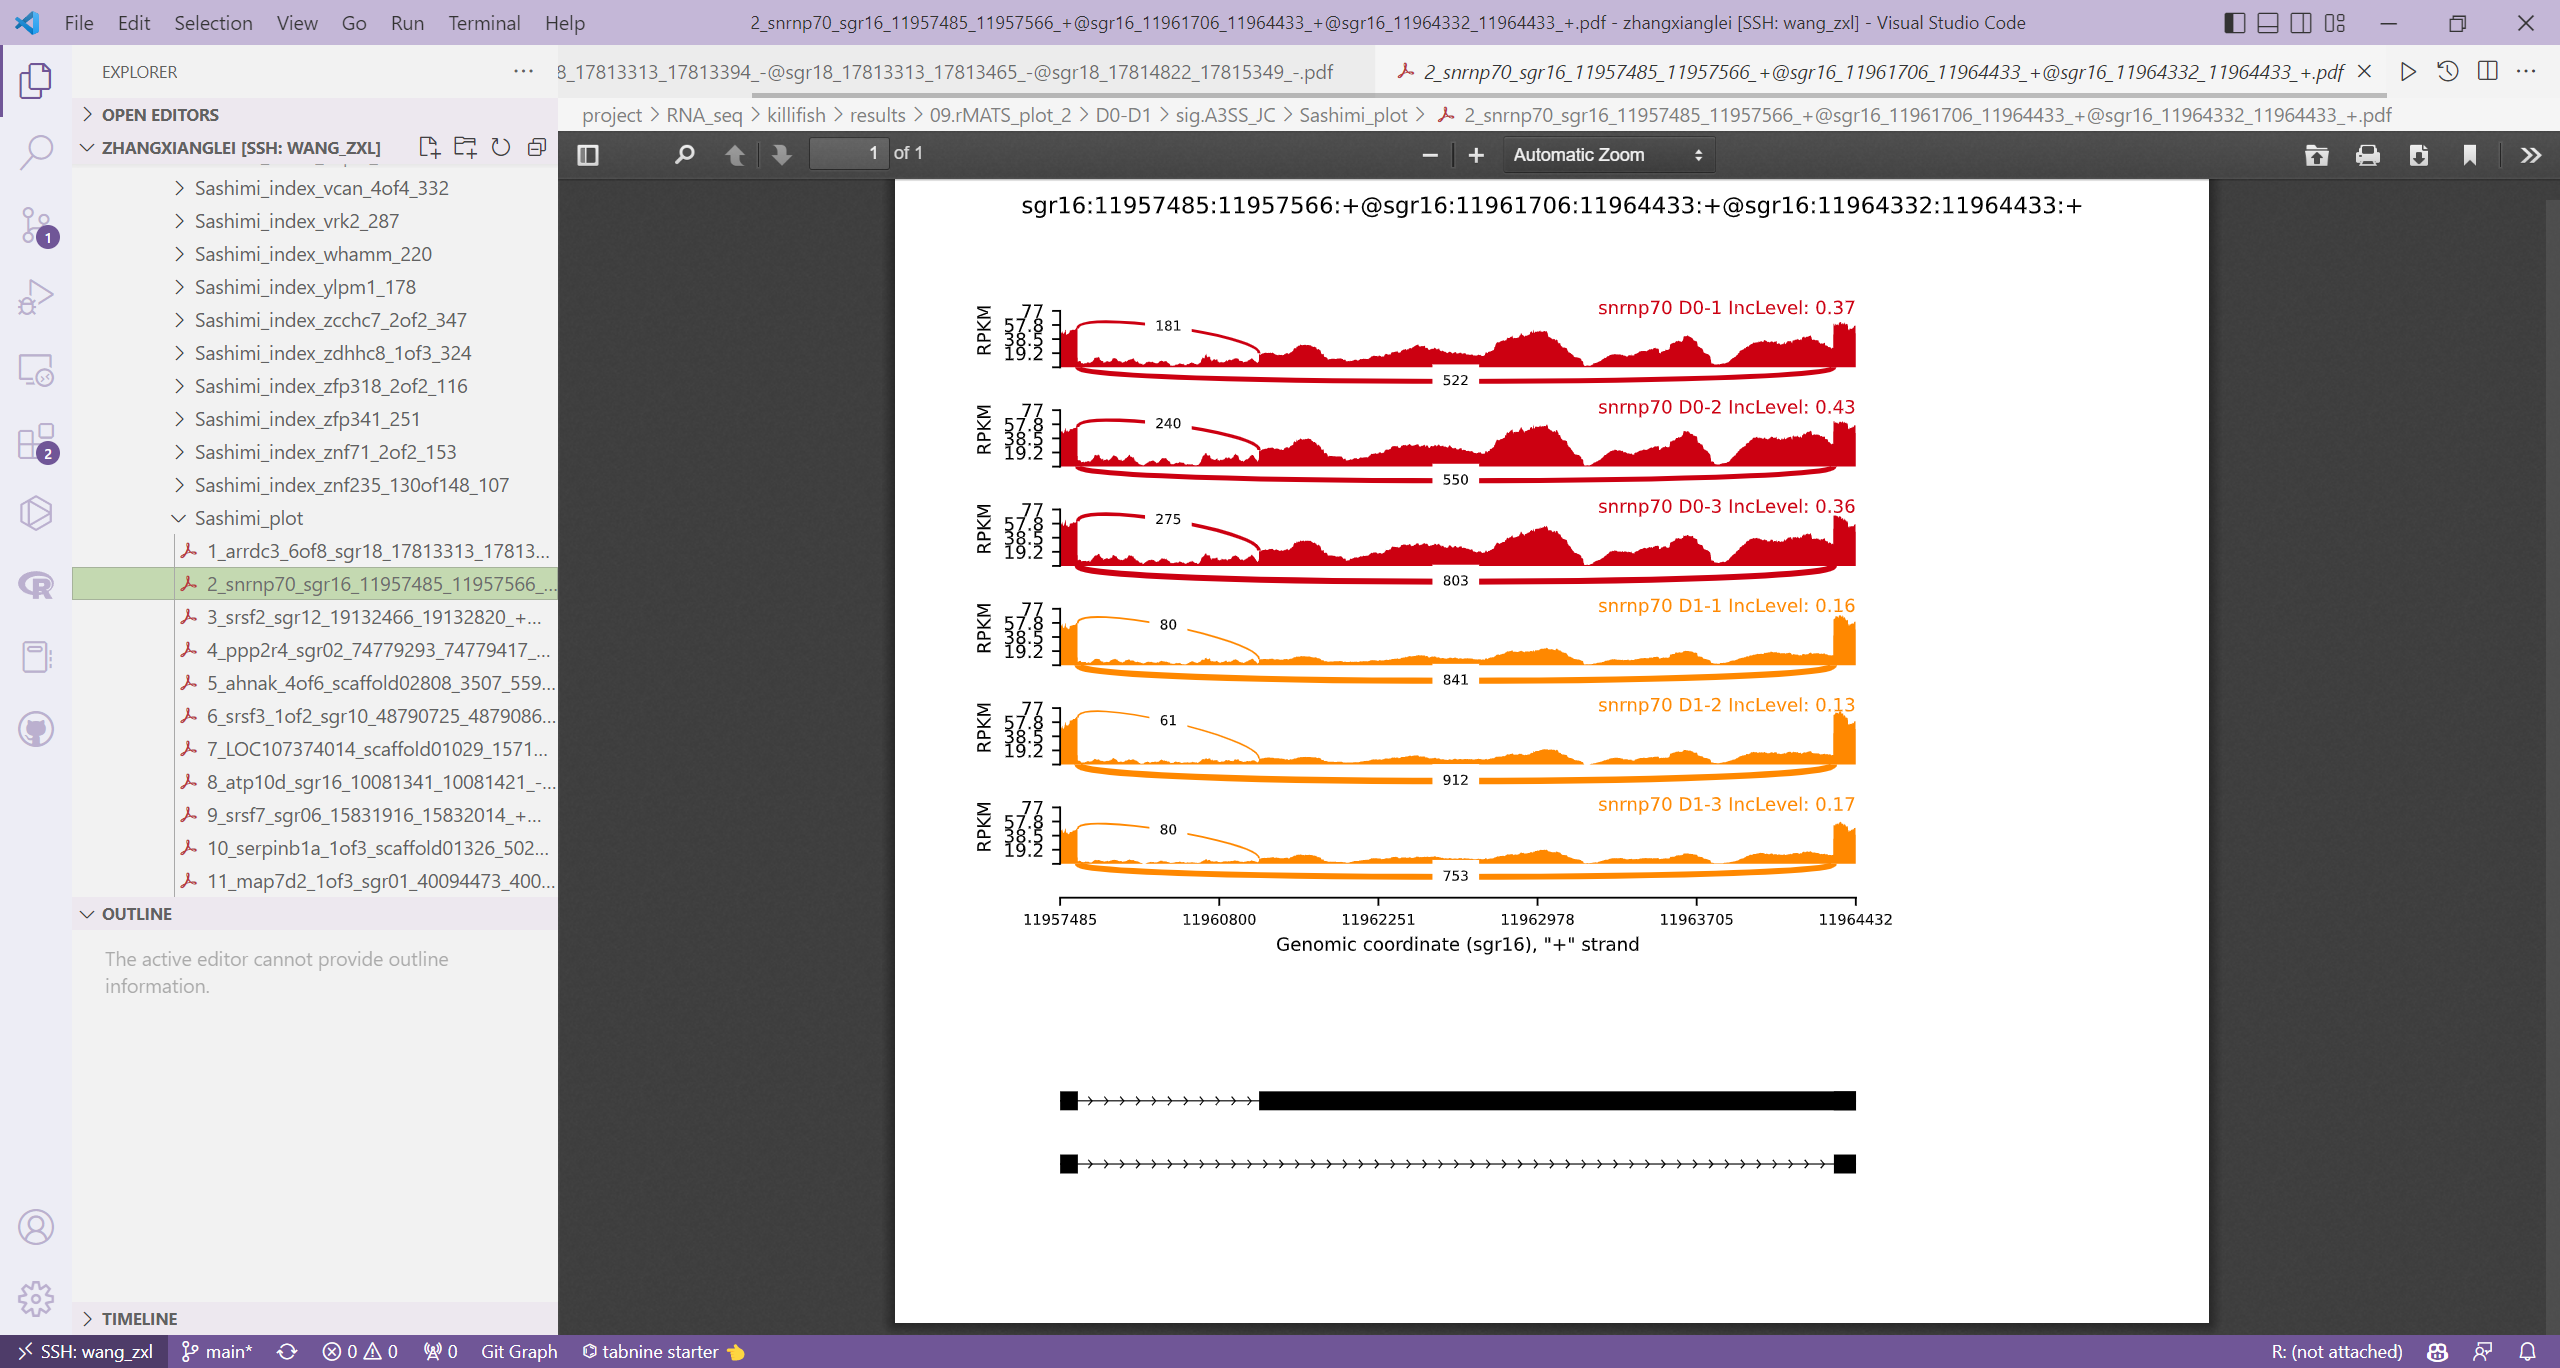 File Edit Selection View Go Run Terminal Help
2_snrnp70_sgr16_11957485_11957566_+@sgr16_11961706_11964433_+@sgr16_11964332_11964433_+.pdf - zhangxianglei [SSH: wang_zxl] - Visual Studio Code
EXPLORER
8_17813313_17813394_-@sgr18_17813313_17813465_-@sgr18_17814822_17815349_-.pdf
2_snrnp70_sgr16_11957485_11957566_+@sgr16_11961706_11964433_+@sgr16_11964332_11964433_+.pdf
project > RNA_seq > killifish > results > 09.rMATS_plot_2 > D0-D1 > sig.A3SS_JC > Sashimi_plot > 2_snrnp70_sgr16_11957485_11957566_+@sgr16_11961706_11964433_+@sgr16_11964332_11964433_+.pdf
OPEN EDITORS
ZHANGXIANGLEI [SSH: WANG_ZXL]
Sashimi_index_vcan_4of4_332
Sashimi_index_vrk2_287
Sashimi_index_whamm_220
Sashimi_index_ylpm1_178
Sashimi_index_zcchc7_2of2_347
Sashimi_index_zdhhc8_1of3_324
Sashimi_index_zfp318_2of2_116
Sashimi_index_zfp341_251
Sashimi_index_znf71_2of2_153
Sashimi_index_znf235_130of148_107
Sashimi_plot
1_arrdc3_6of8_sgr18_17813313_17813...
2_snrnp70_sgr16_11957485_11957566_...
3_srsf2_sgr12_19132466_19132820_+...
4_ppp2r4_sgr02_74779293_74779417_...
5_ahnak_4of6_scaffold02808_3507_559...
6_srsf3_1of2_sgr10_48790725_4879086...
7_LOC107374014_scaffold01029_1571...
8_atp10d_sgr16_10081341_10081421_-...
9_srsf7_sgr06_15831916_15832014_+...
10_serpinb1a_1of3_scaffold01326_502...
11_map7d2_1of3_sgr01_40094473_400...
OUTLINE
The active editor cannot provide outline
information.
TIMELINE
1
2
1 of 1
Automatic Zoom
sgr16:11957485:11957566:+@sgr16:11961706:11964433:+@sgr16:11964332:11964433:+
RPKM
77
57.8
38.5
19.2
181
522
snrnp70 D0-1 IncLevel: 0.37
RPKM
77
57.8
38.5
19.2
240
550
snrnp70 D0-2 IncLevel: 0.43
RPKM
77
57.8
38.5
19.2
275
803
snrnp70 D0-3 IncLevel: 0.36
RPKM
77
57.8
38.5
19.2
80
841
snrnp70 D1-1 IncLevel: 0.16
RPKM
77
57.8
38.5
19.2
61
912
snrnp70 D1-2 IncLevel: 0.13
RPKM
77
57.8
38.5
19.2
80
753
snrnp70 D1-3 IncLevel: 0.17
11957485 11960800 11962251 11962978 11963705 11964432
Genomic coordinate (sgr16), "+" strand
SSH: wang_zxl main* 0 0 0 Git Graph tabnine starter R: (not attached)